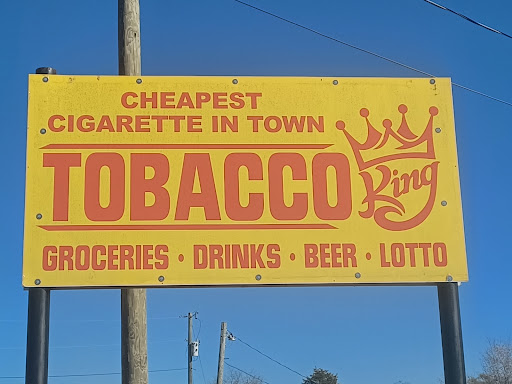 CHEAPEST
CIGARETTE IN TOWN
TOBACCO King
GROCERIES · DRINKS · BEER · LOTTO